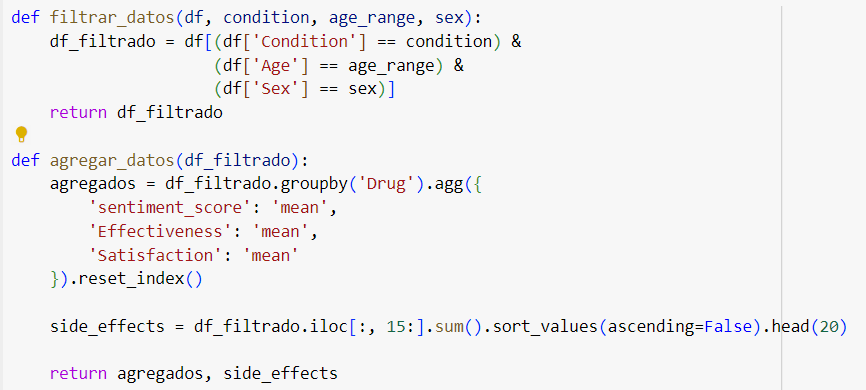 def filtrar_datos(df, condition, age_range, sex):
    df_filtrado = df[(df['Condition'] == condition) &
                     (df['Age'] == age_range) &
                     (df['Sex'] == sex)]
    return df_filtrado
def agregar_datos(df_filtrado):
    agregados = df_filtrado.groupby('Drug').agg({
        'sentiment_score': 'mean',
        'Effectiveness': 'mean',
        'Satisfaction': 'mean'
    }).reset_index()
    side_effects = df_filtrado.iloc[:, 15:].sum().sort_values(ascending=False).head(20)
    return agregados, side_effects